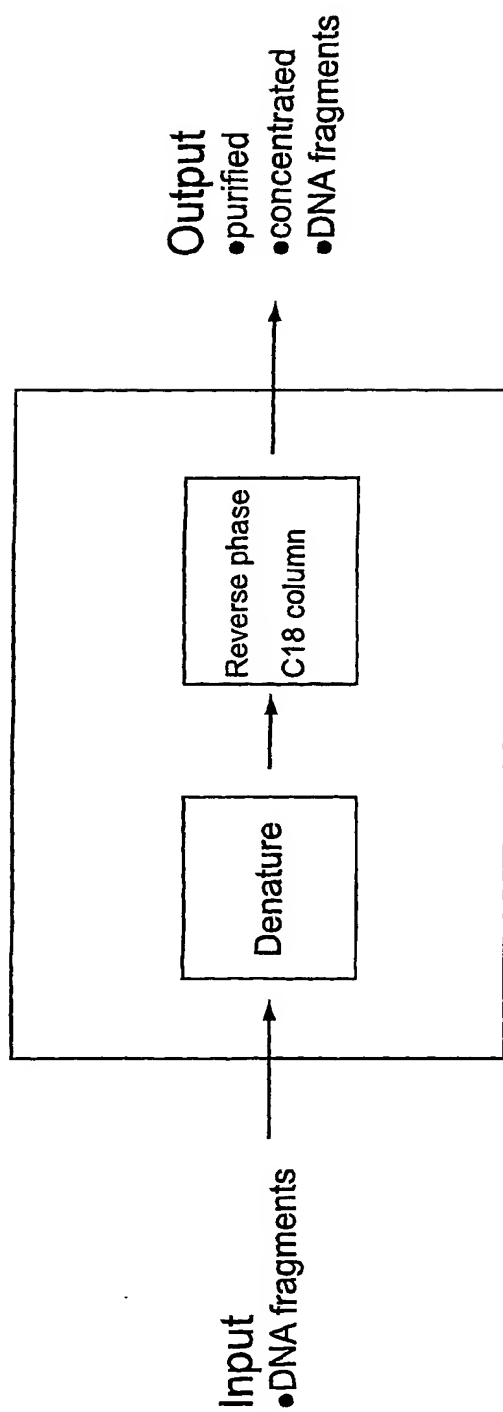 Input
•DNA fragments
Denature
Reverse phase
C18 column
Output
•purified
•concentrated
•DNA fragments